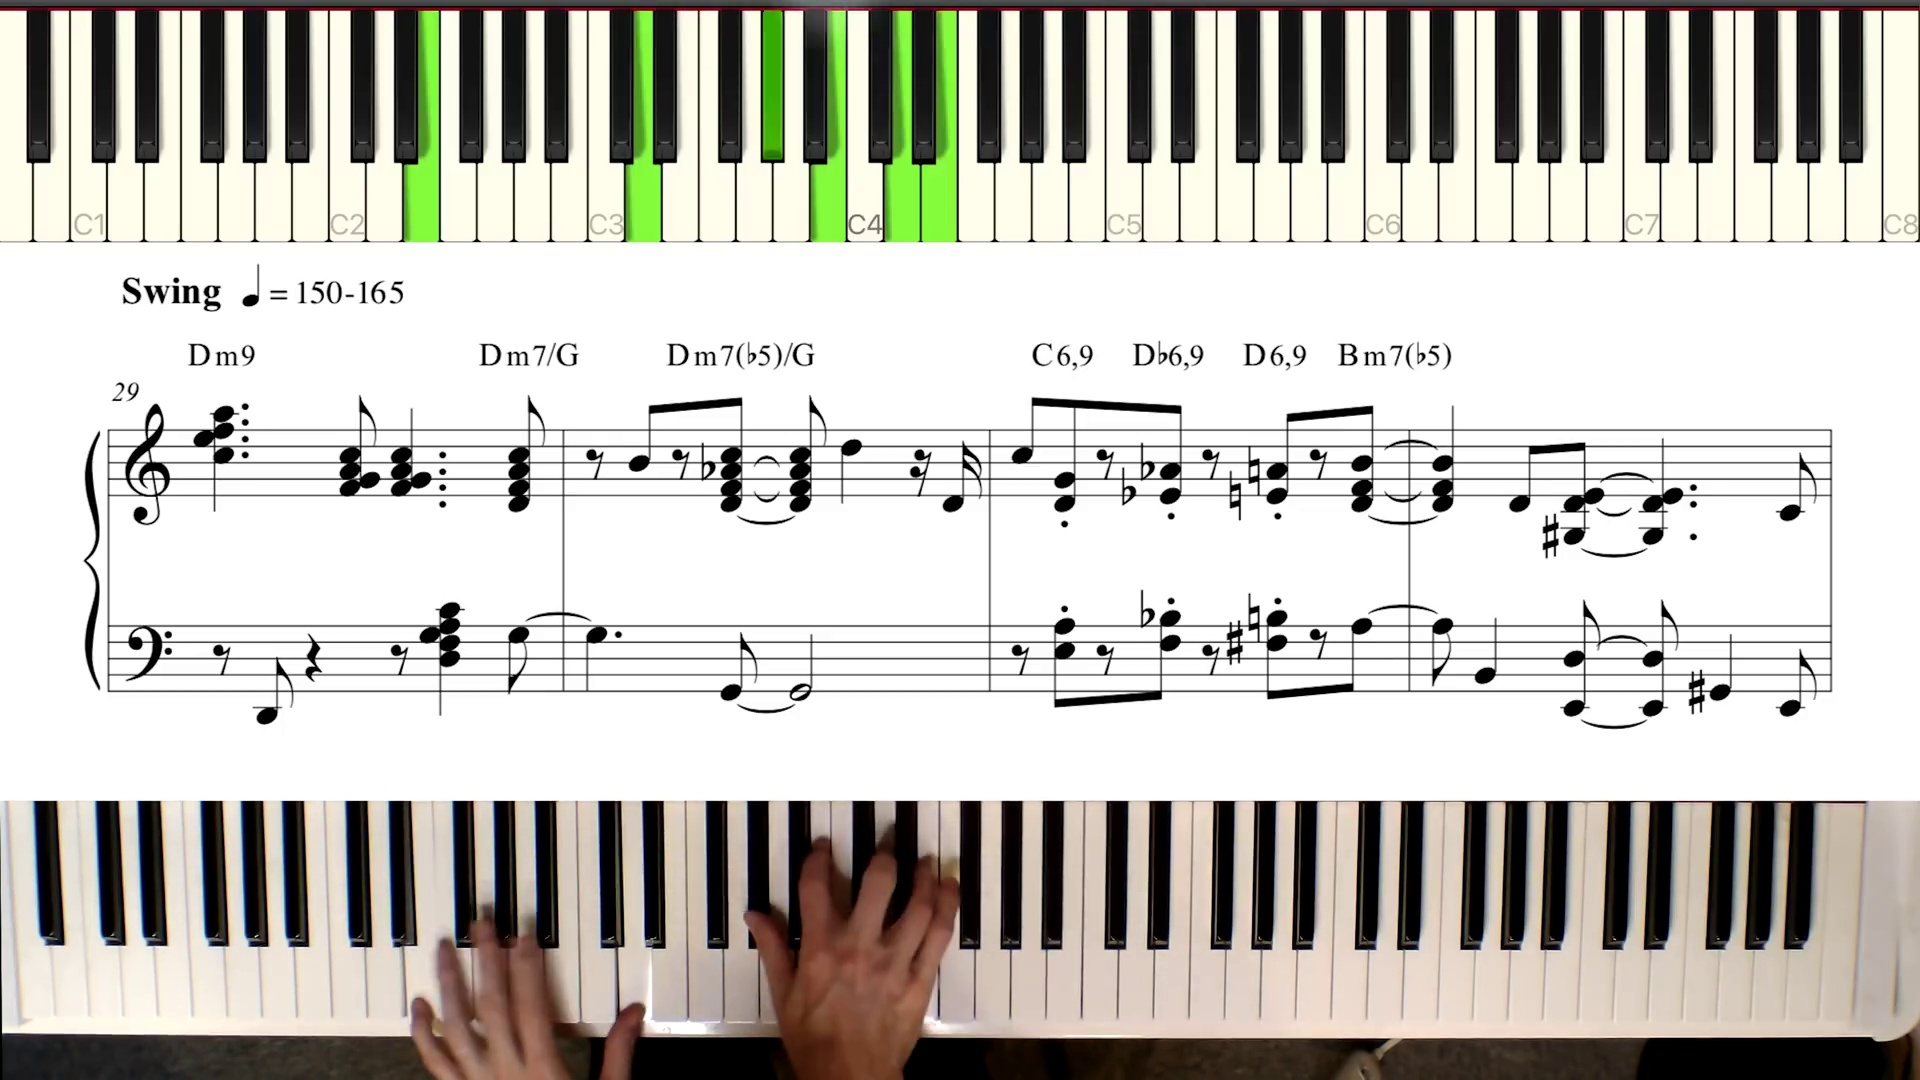 C1 C2 C3 C4 C5 C6 C7 C8
Swing ♩ = 150-165
Dm9 Dm7/G Dm7(♭5)/G C6,9 D♭6,9 D6,9 Bm7(♭5)
29